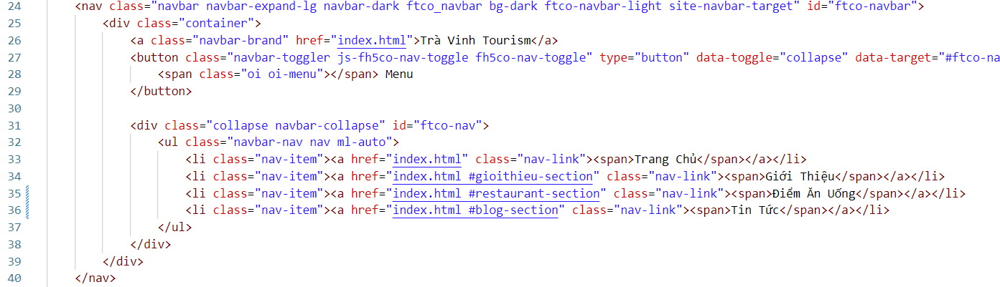 24 <nav class="navbar navbar-expand-lg navbar-dark ftco_navbar bg-dark ftco-navbar-light site-navbar-target" id="ftco-navbar">
25 <div class="container">
26 <a class="navbar-brand" href="index.html">Trà Vinh Tourism</a>
27 <button class="navbar-toggler js-fh5co-nav-toggle fh5co-nav-toggle" type="button" data-toggle="collapse" data-target="#ftco-na
28 <span class="oi oi-menu"></span> Menu
29 </button>
30
31 <div class="collapse navbar-collapse" id="ftco-nav">
32 <ul class="navbar-nav nav ml-auto">
33 <li class="nav-item"><a href="index.html" class="nav-link"><span>Trang Chủ</span></a></li>
34 <li class="nav-item"><a href="index.html #gioithieu-section" class="nav-link"><span>Giới Thiệu</span></a></li>
35 <li class="nav-item"><a href="index.html #restaurant-section" class="nav-link"><span>Điểm Ăn Uống</span></a></li>
36 <li class="nav-item"><a href="index.html #blog-section" class="nav-link"><span>Tin Tức</span></a></li>
37 </ul>
38 </div>
39 </div>
40 </nav>